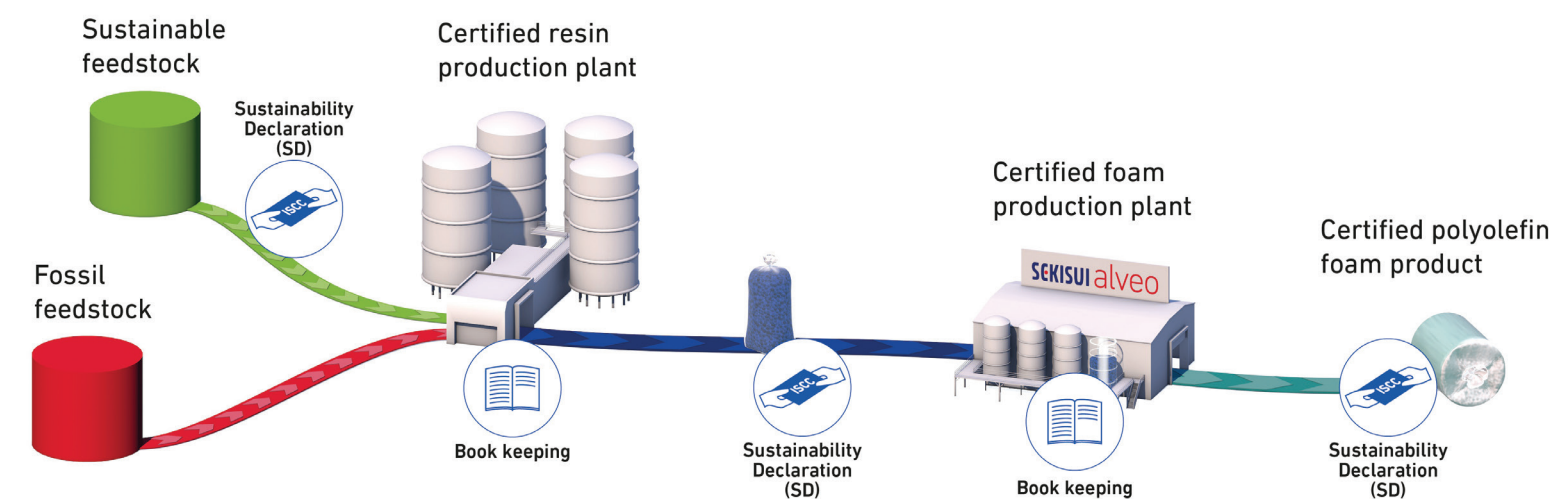 Sustainable
feedstock
Sustainability
Declaration
(SD)
ISCC
Fossil
feedstock
Certified resin
production plant
Book keeping
ISCC
Sustainability
Declaration
(SD)
Certified foam
production plant
SEKISUI alveo
Book keeping
Certified polyolefin
foam product
ISCC
Sustainability
Declaration
(SD)